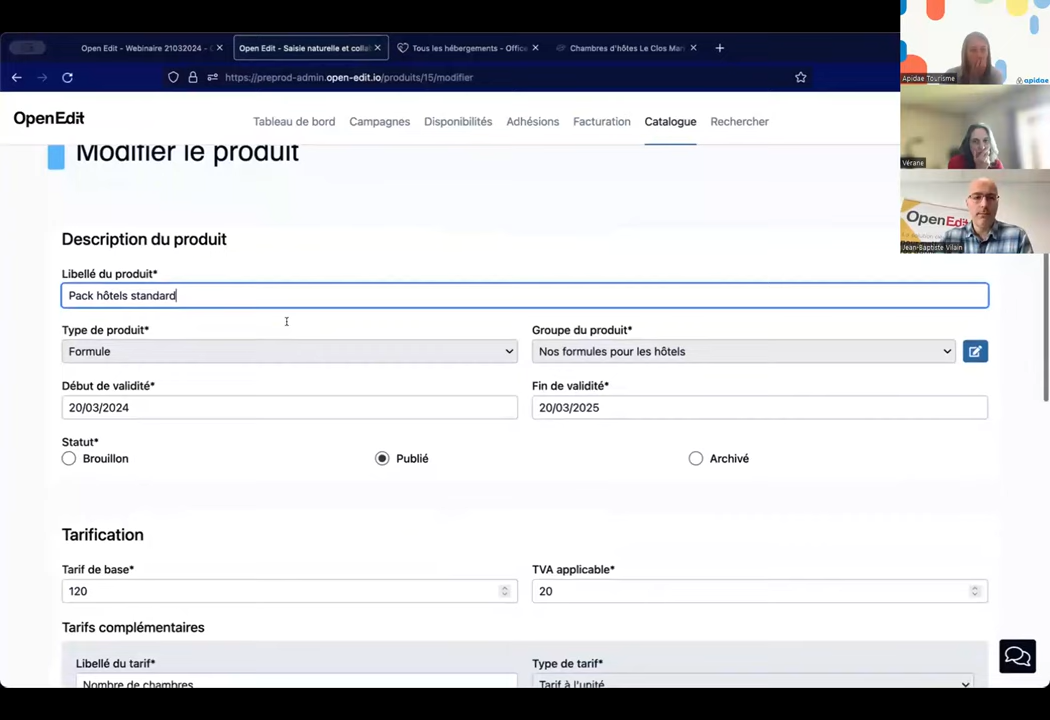 Open Edit - Webinaire 21032024 -
Open Edit - Saisie naturelle et colla
Tous les hébergements - Office
Chambres d'hôtes Le Clos Mar
https://preprod-admin.open-edit.io/produits/15/modifier
OpenEdit
Tableau de bord
Campagnes
Disponibilités
Adhésions
Facturation
Catalogue
Rechercher
Modifier le produit
Description du produit
Libellé du produit*
Pack hôtels standard
Type de produit*
Groupe du produit*
Formule
Nos formules pour les hôtels
Début de validité*
Fin de validité*
20/03/2024
20/03/2025
Statut*
Brouillon
Publié
Archivé
Tarification
Tarif de base*
TVA applicable*
120
20
Tarifs complémentaires
Libellé du tarif*
Type de tarif*
Nombre de chambres
Tarif à l'unité
Apidae Tourisme
apidae
Vérane
OpenEdit
Jean-Baptiste Vilain